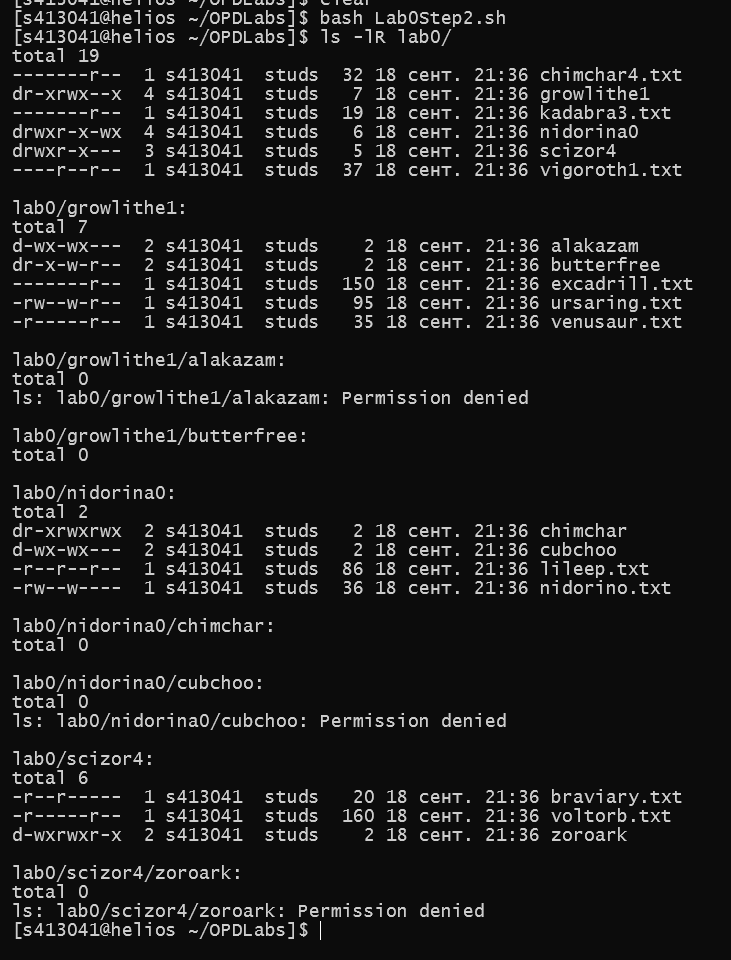 [s413041@helios ~/OPDLabs]$ clear
[s413041@helios ~/OPDLabs]$ bash Lab0Step2.sh
[s413041@helios ~/OPDLabs]$ ls -lR lab0/
total 19
-------r--  1 s413041  studs   32 18 сент. 21:36 chimchar4.txt
dr-xrwx--x  4 s413041  studs    7 18 сент. 21:36 growlithe1
-------r--  1 s413041  studs   19 18 сент. 21:36 kadabra3.txt
drwxr-x-wx  4 s413041  studs    6 18 сент. 21:36 nidorina0
drwxr-x---  3 s413041  studs    5 18 сент. 21:36 scizor4
----r--r--  1 s413041  studs   37 18 сент. 21:36 vigoroth1.txt

lab0/growlithe1:
total 7
d-wx-wx---  2 s413041  studs    2 18 сент. 21:36 alakazam
dr-x-w-r--  2 s413041  studs    2 18 сент. 21:36 butterfree
-------r--  1 s413041  studs  150 18 сент. 21:36 excadrill.txt
-rw--w-r--  1 s413041  studs   95 18 сент. 21:36 ursaring.txt
-r-----r--  1 s413041  studs   35 18 сент. 21:36 venusaur.txt

lab0/growlithe1/alakazam:
total 0
ls: lab0/growlithe1/alakazam: Permission denied

lab0/growlithe1/butterfree:
total 0

lab0/nidorina0:
total 2
dr-xrwxrwx  2 s413041  studs    2 18 сент. 21:36 chimchar
d-wx-wx---  2 s413041  studs    2 18 сент. 21:36 cubchoo
-r--r--r--  1 s413041  studs   86 18 сент. 21:36 lileep.txt
-rw--w----  1 s413041  studs   36 18 сент. 21:36 nidorino.txt

lab0/nidorina0/chimchar:
total 0

lab0/nidorina0/cubchoo:
total 0
ls: lab0/nidorina0/cubchoo: Permission denied

lab0/scizor4:
total 6
-r--r-----  1 s413041  studs   20 18 сент. 21:36 braviary.txt
-r-----r--  1 s413041  studs  160 18 сент. 21:36 voltorb.txt
d-wxrwxr-x  2 s413041  studs    2 18 сент. 21:36 zoroark

lab0/scizor4/zoroark:
total 0
ls: lab0/scizor4/zoroark: Permission denied
[s413041@helios ~/OPDLabs]$